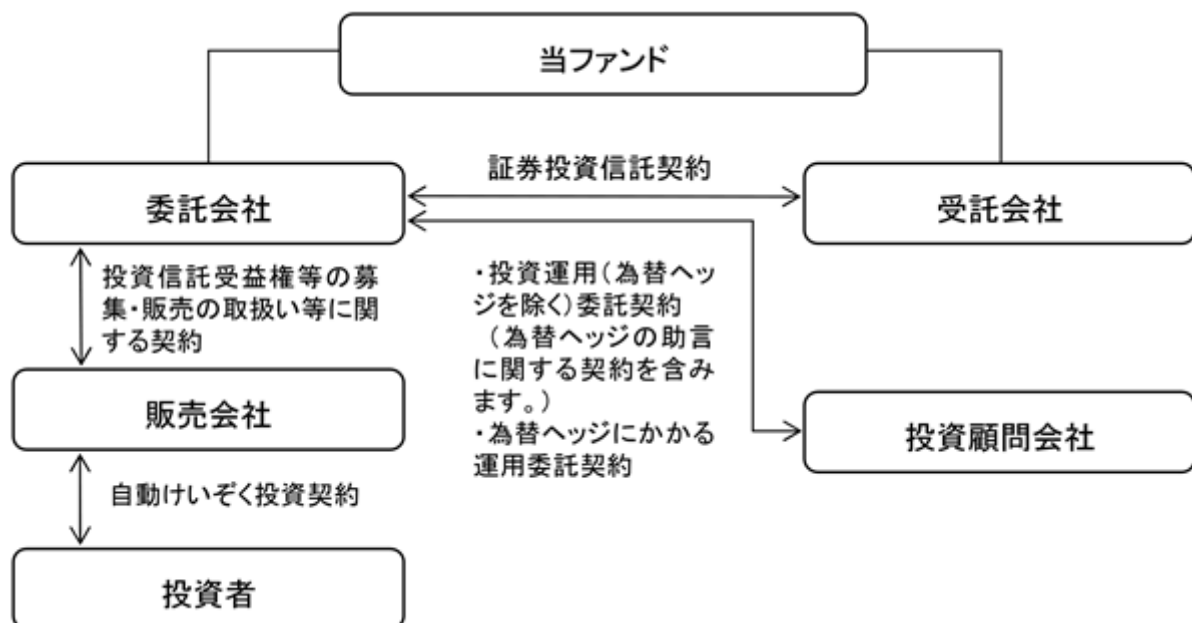 当ファンド
証券投資信託契約
委託会社
受託会社
投資信託受益権等の募
集・販売の取扱い等に関
する契約
・投資運用(為替ヘッ
ジを除く)委託契約
(為替ヘッジの助言
に関する契約を含み
ます。)
・為替ヘッジにかかる
運用委託契約
販売会社
投資顧問会社
自動けいぞく投資契約
投資者